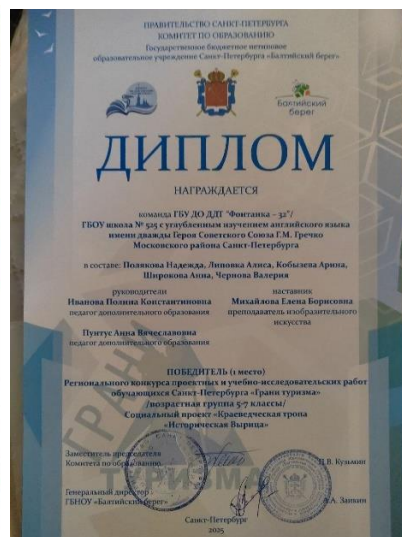 ПРАВИТЕЛЬСТВО САНКТ-ПЕТЕРБУРГА
КОМИТЕТ ПО ОБРАЗОВАНИЮ
Государственное бюджетное нетиповое
образовательное учреждение Санкт-Петербурга «Балтийский берег»
Балтийский
берег
ДИПЛОМ
НАГРАЖДАЕТСЯ
команда ГБУ ДО ДДТ "Фонтанка – 32"/
ГБОУ школа № 525 с углубленным изучением английского языка
имени дважды Героя Советского Союза Г.М. Гречко
Московского района Санкт-Петербурга
в составе: Полякова Надежда, Липовка Алиса, Кобызева Арина,
Широкова Анна, Чернова Валерия
руководители
Иванова Полина Константиновна
педагог дополнительного образования
Пунтус Анна Вячеславовна
педагог дополнительного образования
наставник
Михайлова Елена Борисовна
преподаватель изобразительного
искусства
ПОБЕДИТЕЛЬ (1 место)
Регионального конкурса проектных и учебно-исследовательских работ
обучающихся Санкт-Петербурга «Грани туризма»
/возрастная группа 5-7 классы/
Социальный проект «Краеведческая тропа
«Историческая Вырица»
ГРАНИ
ТУРИЗМА
Заместитель председателя
Комитета по образованию
П.В. Кузьмин
Генеральный директор
ГБНОУ «Балтийский берег»
А.А. Заикин
Санкт-Петербург
2025